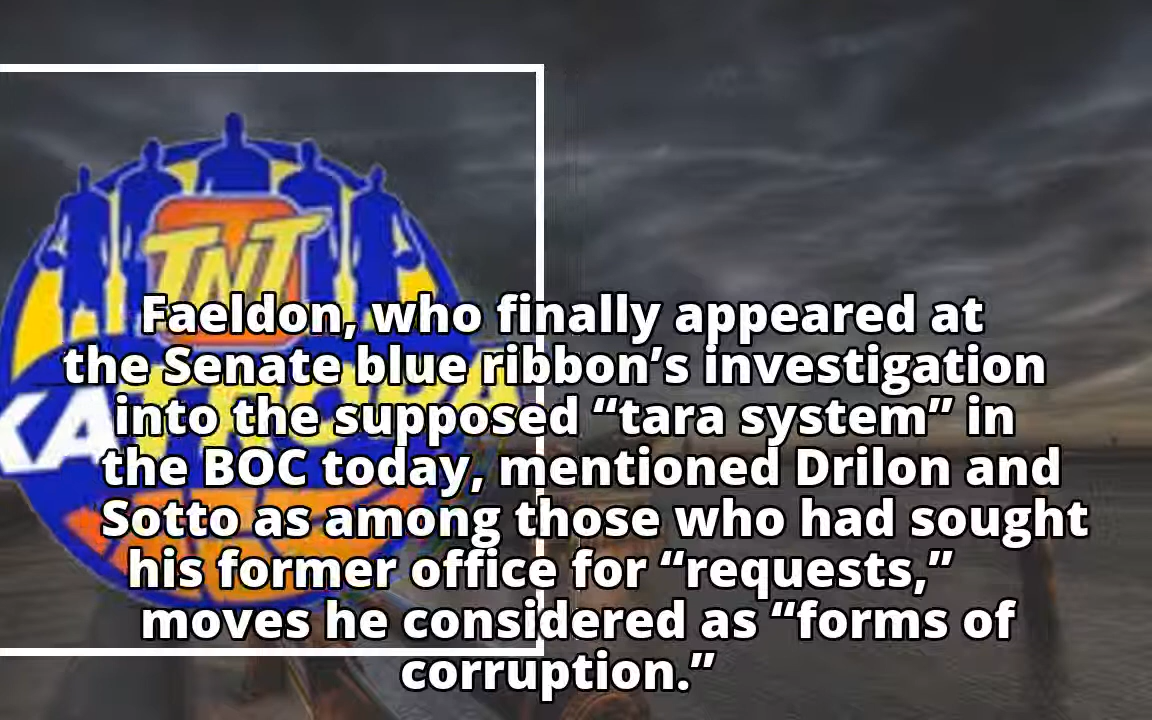 TNT
KA
Faeldon, who finally appeared at
the Senate blue ribbon’s investigation
into the supposed “tara system” in
the BOC today, mentioned Drilon and
Sotto as among those who had sought
his former office for “requests,”
moves he considered as “forms of
corruption.”